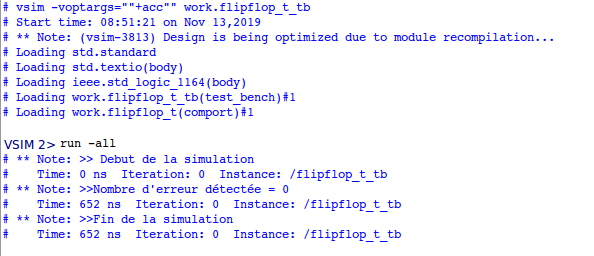 # vsim -voptargs=""+acc"" work.flipflop_t_tb
# Start time: 08:51:21 on Nov 13,2019
# ** Note: (vsim-3813) Design is being optimized due to module recompilation...
# Loading std.standard
# Loading std.textio(body)
# Loading ieee.std_logic_1164(body)
# Loading work.flipflop_t_tb(test_bench)#1
# Loading work.flipflop_t(comport)#1
VSIM 2> run -all
# ** Note: >> Debut de la simulation
#    Time: 0 ns  Iteration: 0  Instance: /flipflop_t_tb
# ** Note: >>Nombre d'erreur détectée = 0
#    Time: 652 ns  Iteration: 0  Instance: /flipflop_t_tb
# ** Note: >>Fin de la simulation
#    Time: 652 ns  Iteration: 0  Instance: /flipflop_t_tb